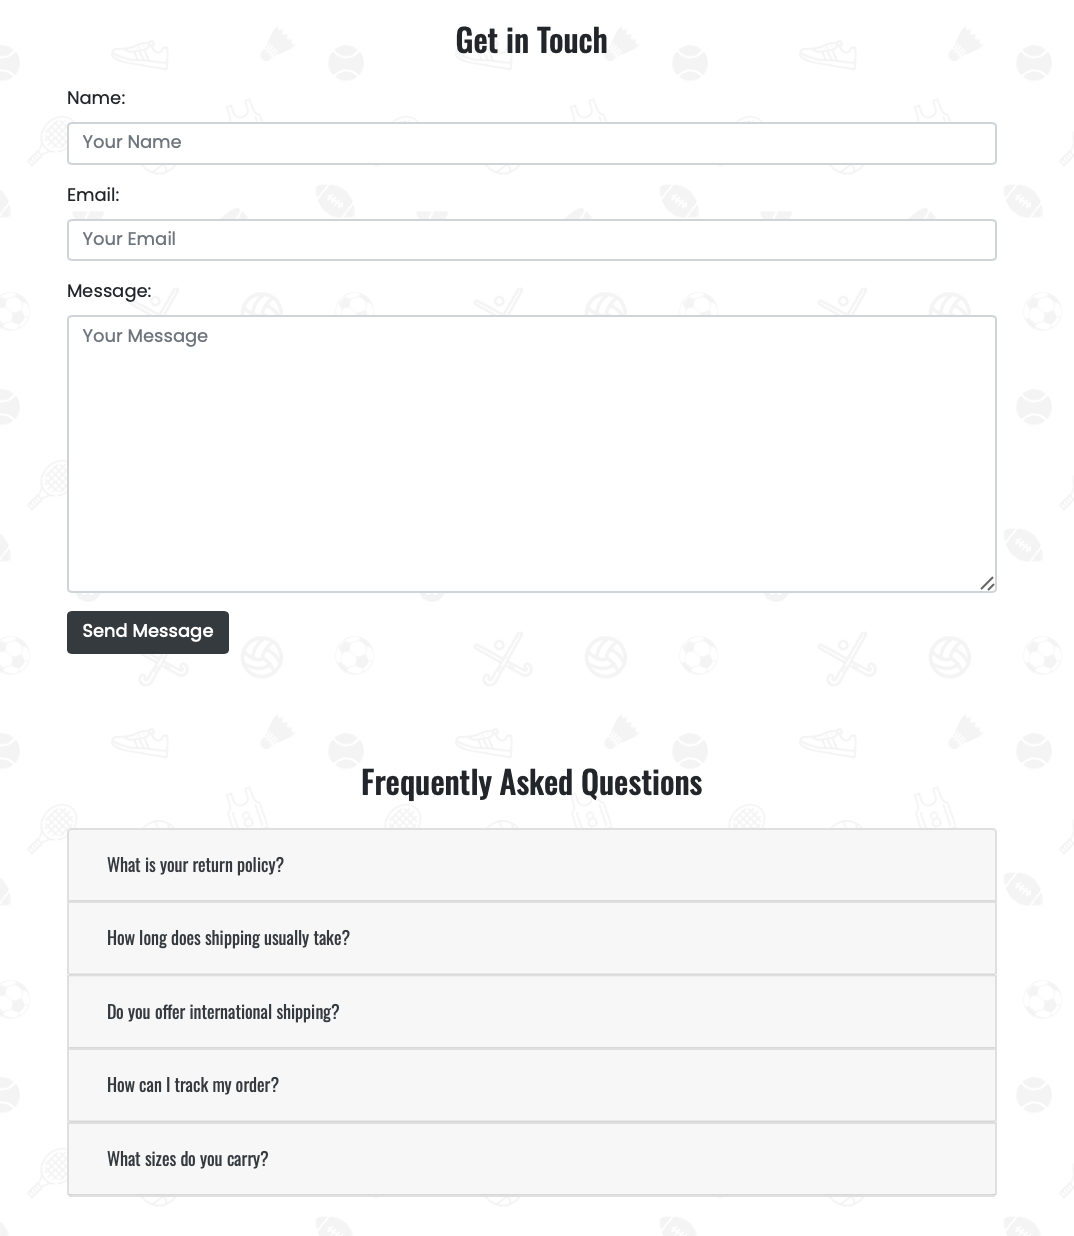 Get in Touch
Name:
Your Name
Email:
Your Email
Message:
Your Message
Send Message
Frequently Asked Questions
What is your return policy?
How long does shipping usually take?
Do you offer international shipping?
How can I track my order?
What sizes do you carry?